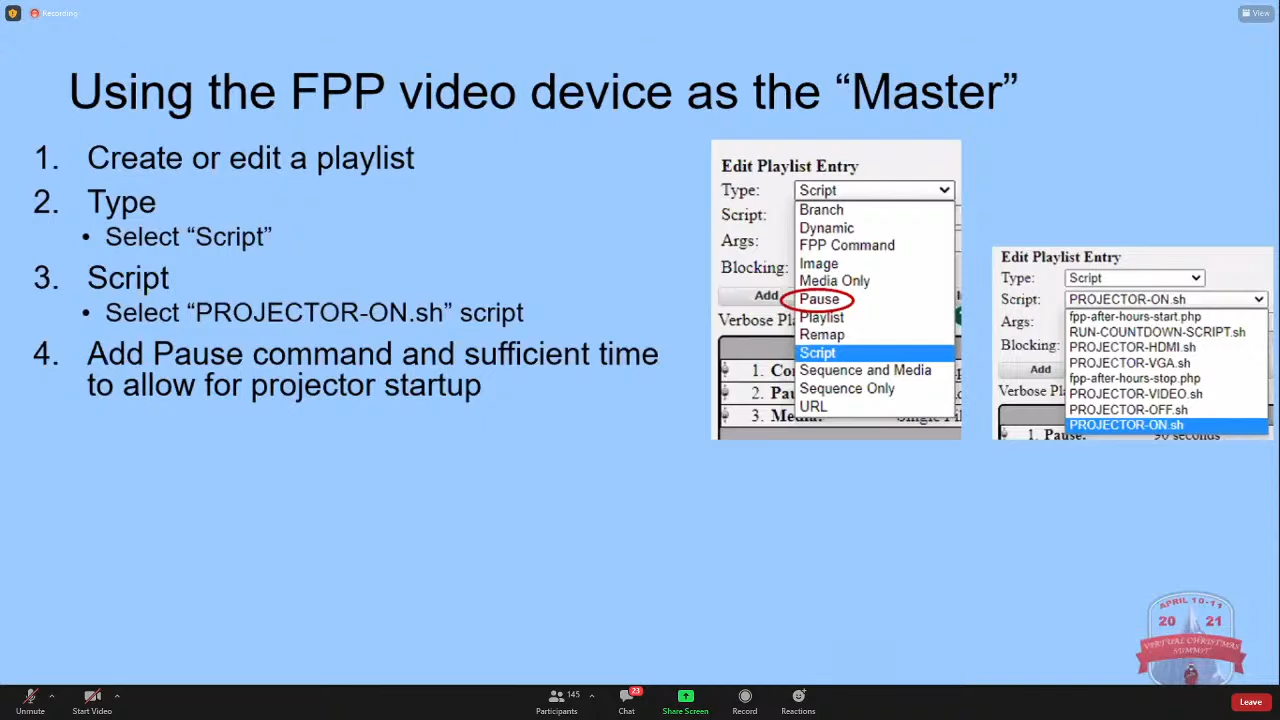 Recording
View
Using the FPP video device as the “Master”
1. Create or edit a playlist
2. Type
• Select “Script”
3. Script
• Select “PROJECTOR-ON.sh” script
4. Add Pause command and sufficient time
to allow for projector startup
Edit Playlist Entry
Type: Script
Script:
Args:
Blocking:
Add
Verbose Pl
1. Co
2. Pau
3. Media:
Branch
Dynamic
FPP Command
Image
Media Only
Pause
Playlist
Remap
Script
Sequence and Media
Sequence Only
URL
Edit Playlist Entry
Type: Script
Script: PROJECTOR-ON.sh
Args:
Blocking:
Add
Verbose Pl
fpp-after-hours-start.php
RUN-COUNTDOWN-SCRIPT.sh
PROJECTOR-HDMI.sh
PROJECTOR-VGA.sh
fpp-after-hours-stop.php
PROJECTOR-VIDEO.sh
PROJECTOR-OFF.sh
PROJECTOR-ON.sh
1. Pause: 90 seconds
APRIL 10-11
20 21
VIRTUAL CHRISTMAS
SUMMIT
Unmute
Start Video
145
Participants
23
Chat
Share Screen
Record
Reactions
Leave